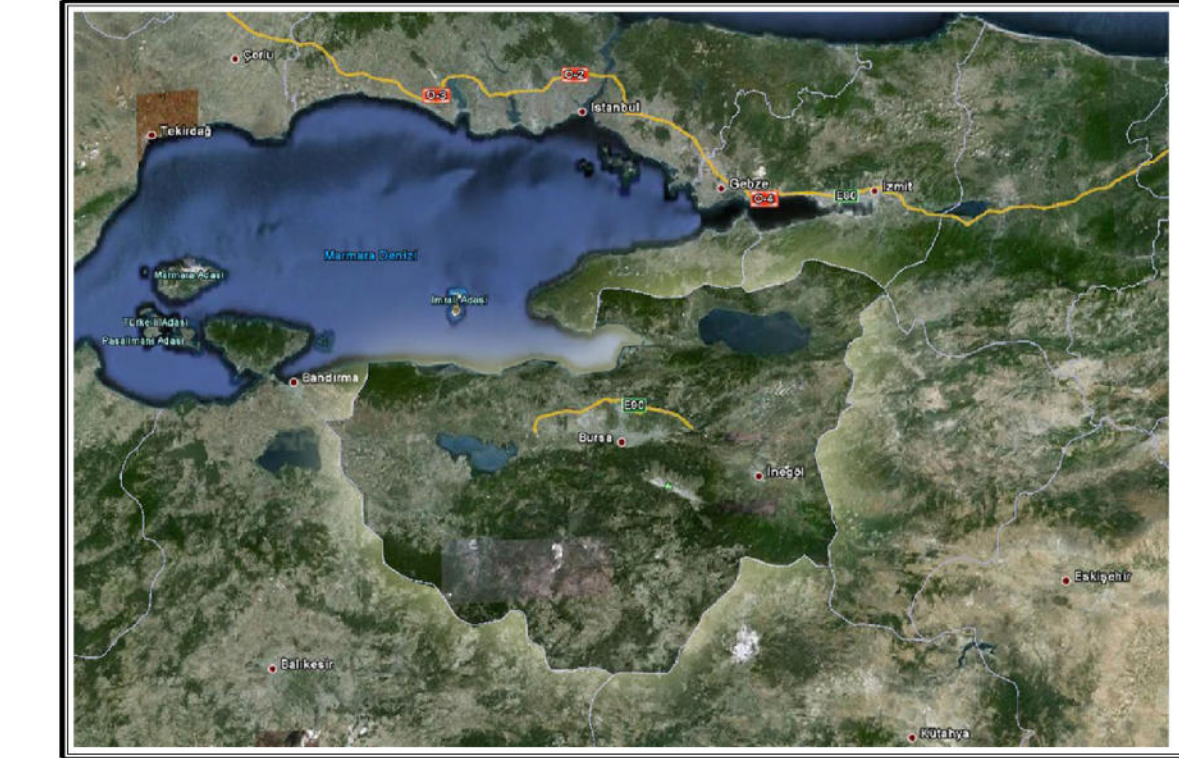 Çorlu
O-3
O-2
İstanbul
Tekirdağ
Gebze
O-4
E80
İzmit
Marmara Denizi
Marmara Adası
İmralı Adası
Türkeli Adası
Paşalimanı Adası
Bandırma
E90
Bursa
İnegöl
Eskişehir
Balıkesir
Kütahya